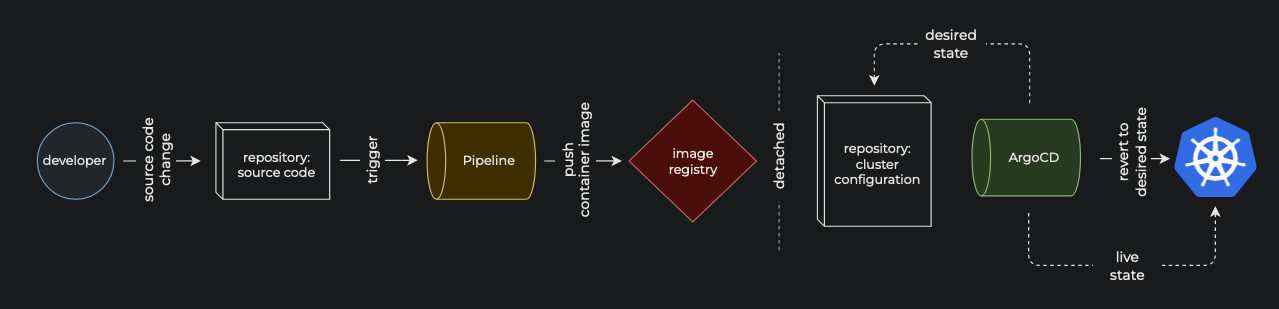 developer
source code
change
repository:
source code
trigger
Pipeline
push
container image
image
registry
detached
desired
state
repository:
cluster
configuration
ArgoCD
revert to
desired state
live
state